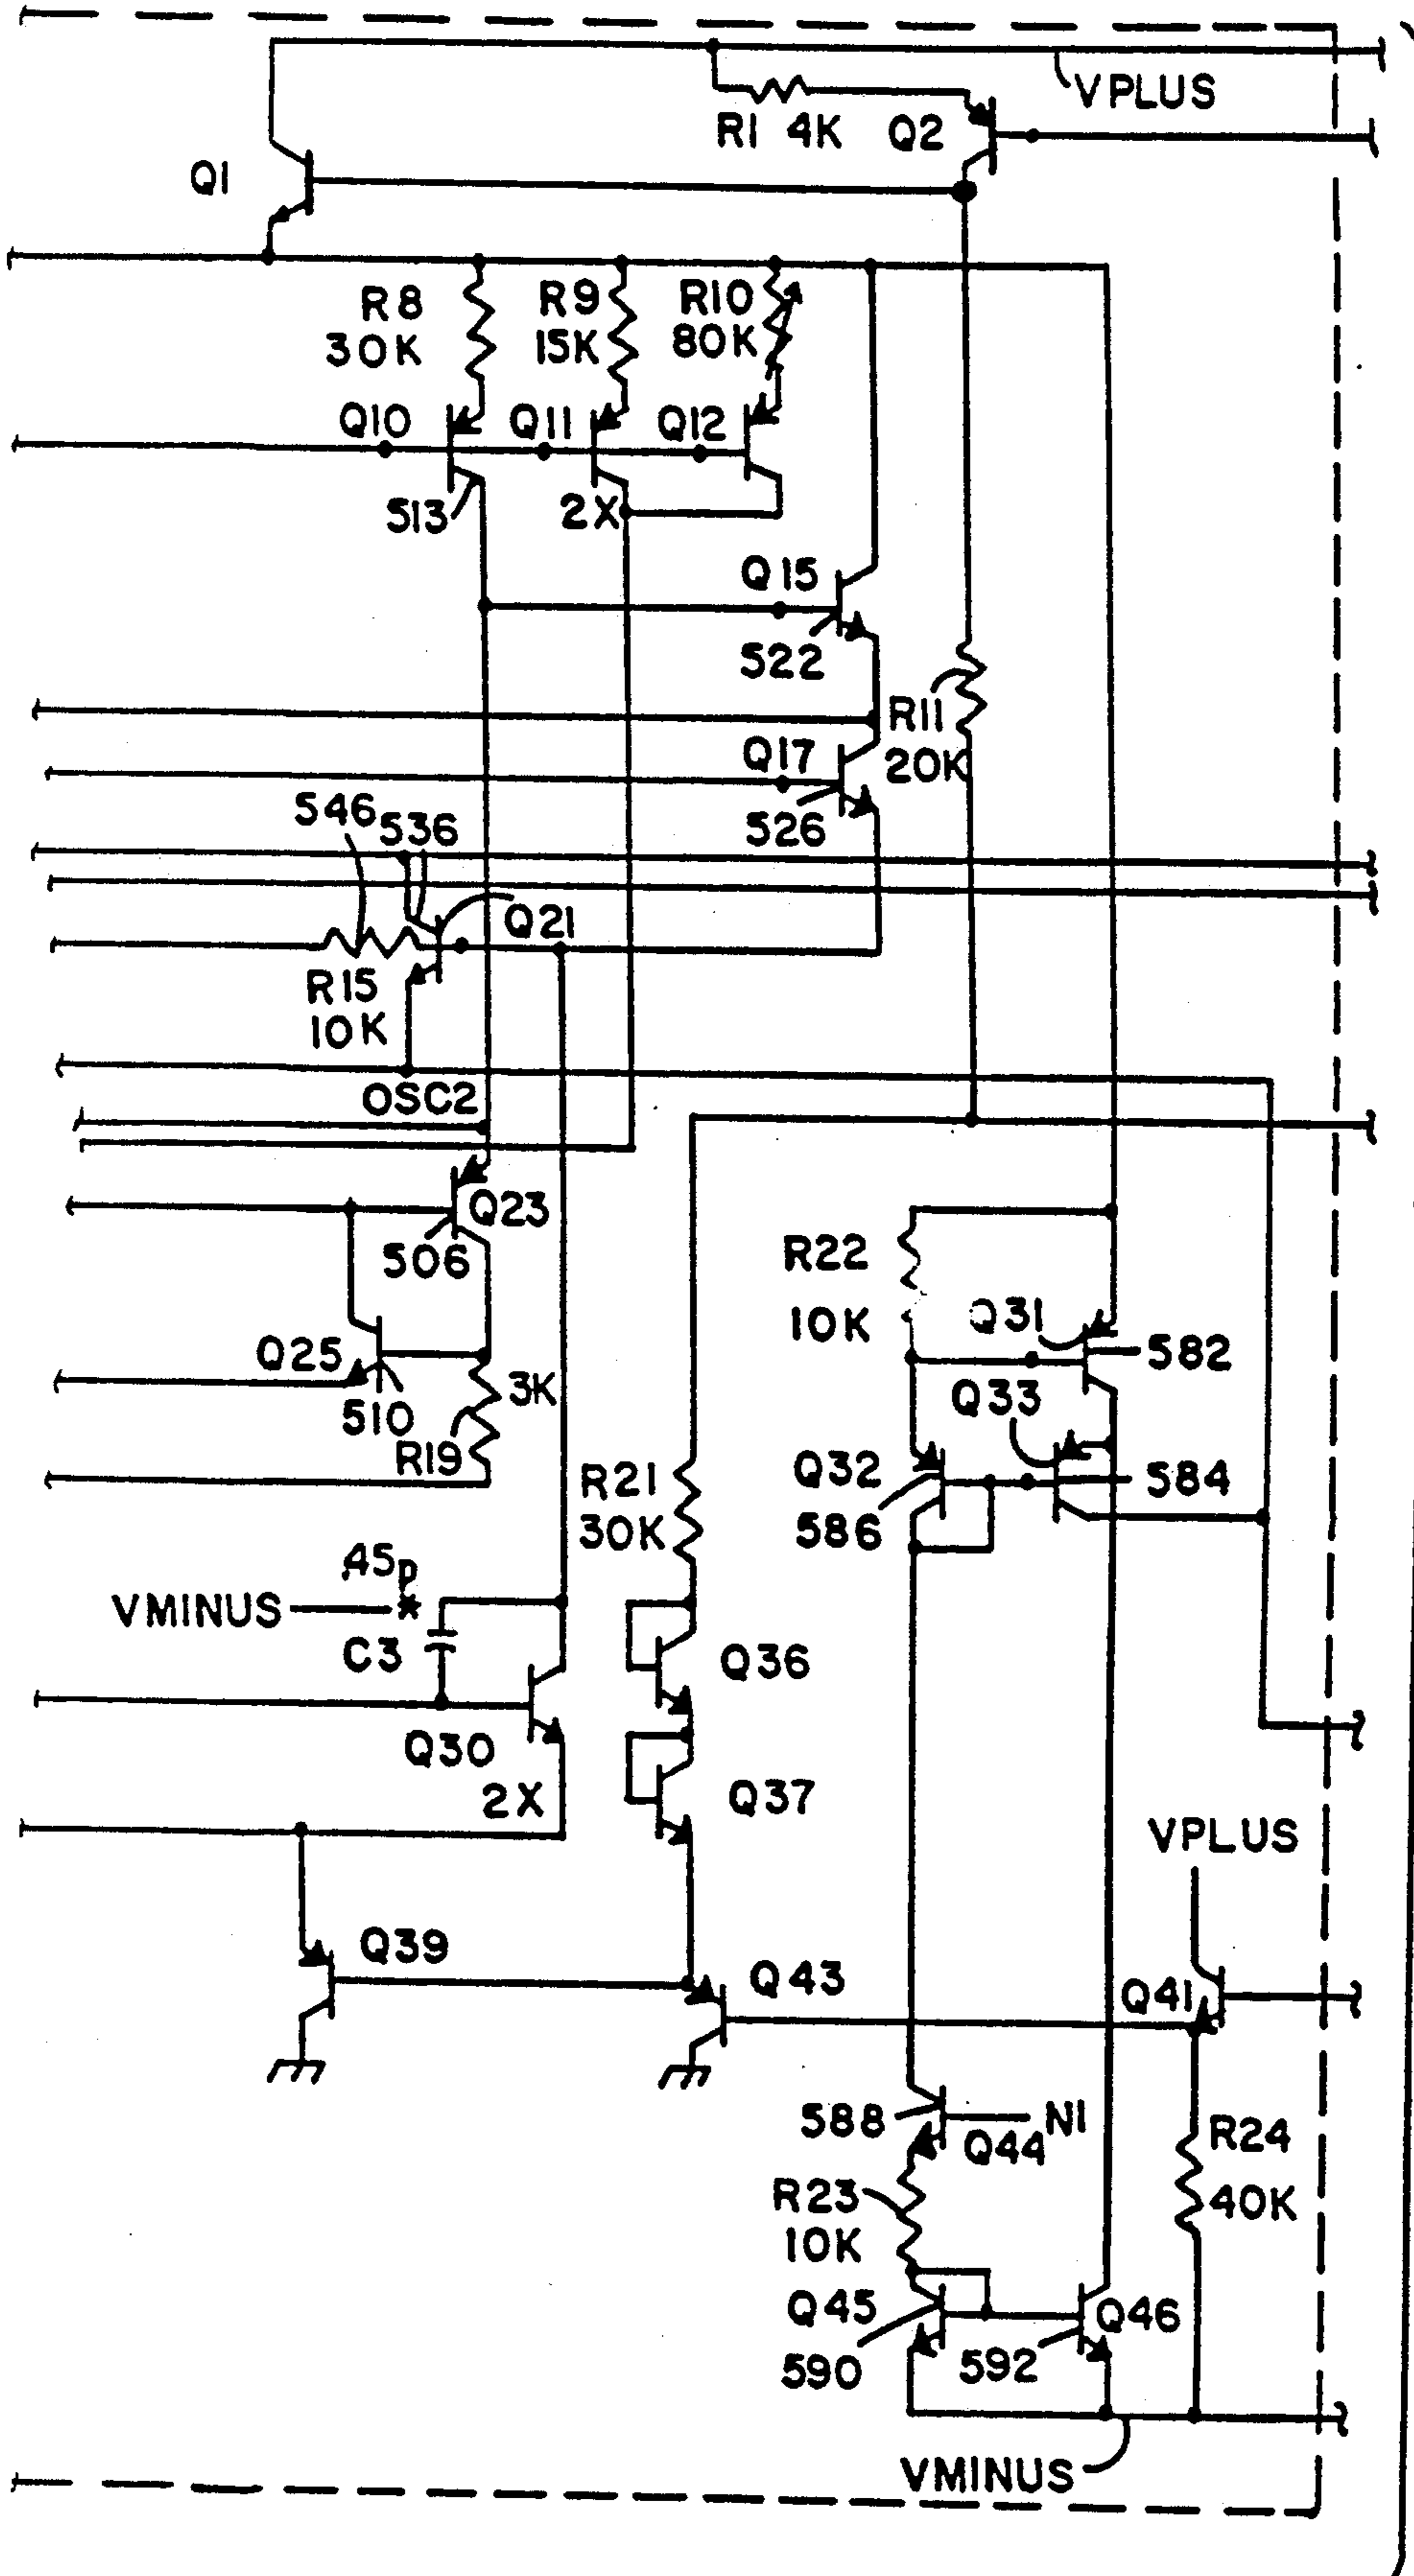 VPLUS
R1 4K Q2
Q1
R8
30K
R9
15K
R10
80K
Q10
Q11
Q12
513
2X
Q15
522
R11
20K
Q17
526
546
536
Q21
R15
10K
OSC2
Q23
506
R22
10K
Q31
582
Q25
510
3K
R19
Q33
Q32
586
584
R21
30K
.45p
VMINUS
*
C3
Q36
Q30
2X
Q37
VPLUS
Q39
Q43
Q41
588
N1
Q44
R24
40K
R23
10K
Q45
590
592
Q46
VMINUS